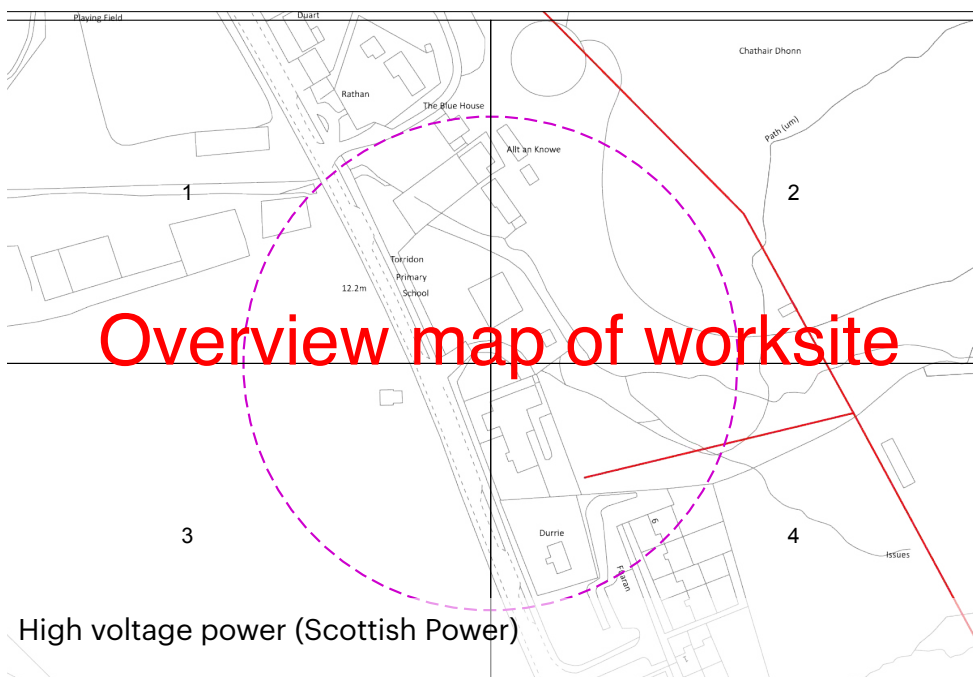 Playing Field
Duart
Chathair Dhonn
Rathan
The Blue House
Path (um)
Allt an Knowe
1
2
Torridon
Primary
School
12.2m
Overview map of worksite
3
4
6
Durrie
Issues
High voltage power (Scottish Power)